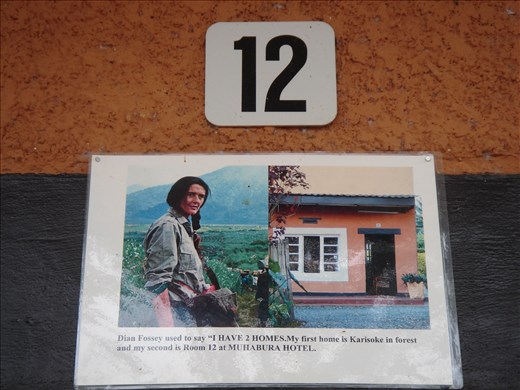 12
Dian Fossey used to say "I HAVE 2 HOMES.My first home is Karisoke in forest
and my second is Room 12 at MUHABURA HOTEL.